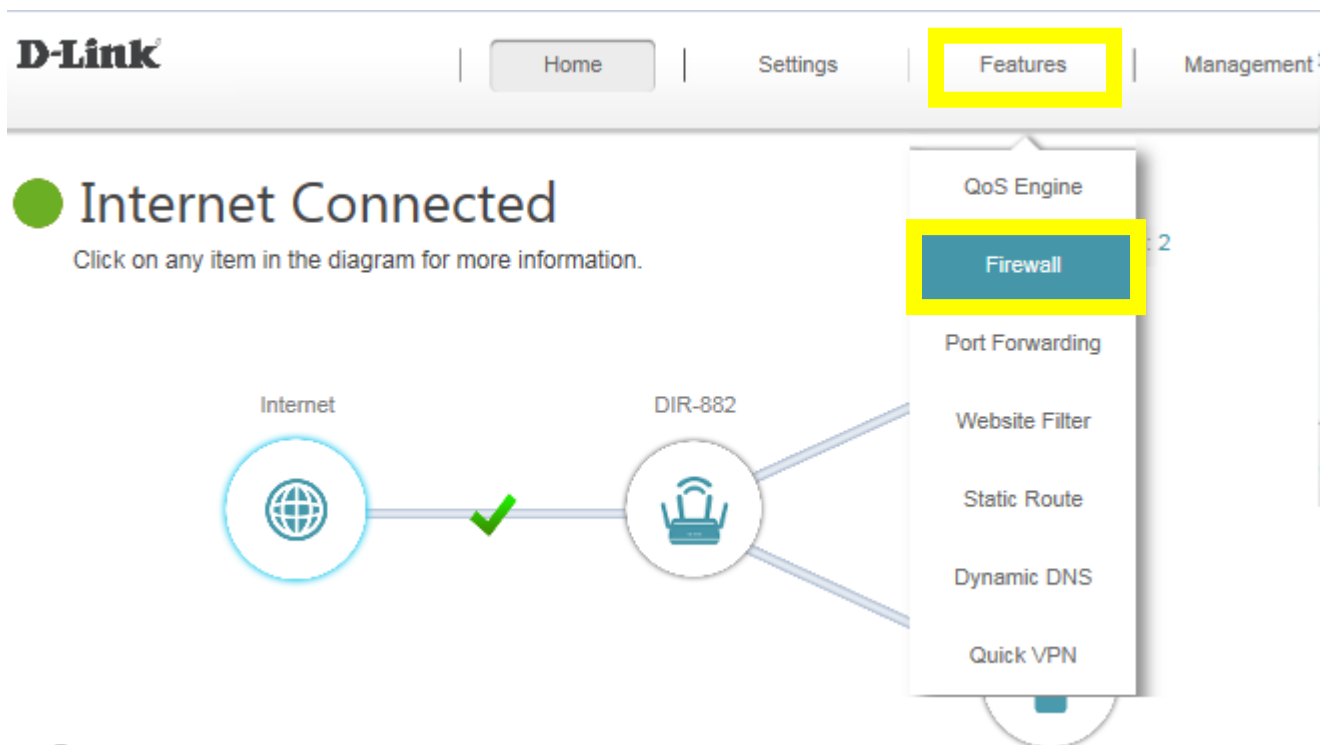 D-Link
Home
Settings
Features
Management
Internet Connected
Click on any item in the diagram for more information.
QoS Engine
Firewall
: 2
Port Forwarding
Internet
DIR-882
Website Filter
Static Route
Dynamic DNS
Quick VPN